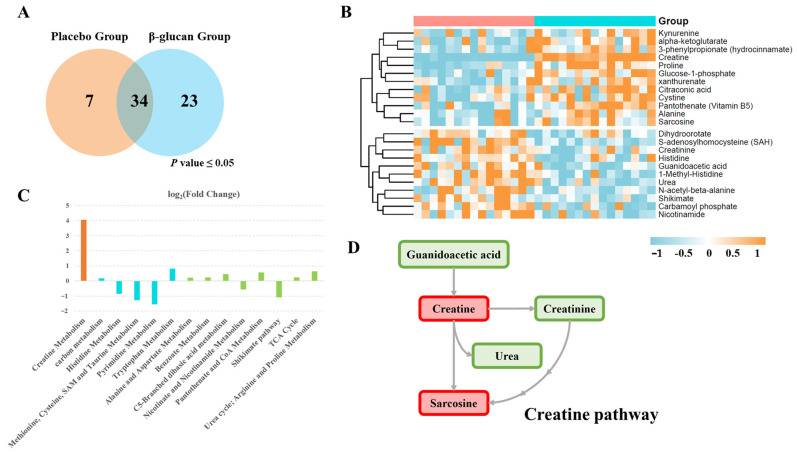 A
Placebo Group
β-glucan Group
7
34
23
P value ≤ 0.05
B
Group
Kynurenine
alpha-ketoglutarate
3-phenylpropionate (hydrocinnamate)
Creatine
Proline
Glucose-1-phosphate
xanthurenate
Citraconic acid
Cystine
Pantothenate (Vitamin B5)
Alanine
Sarcosine
Dihydroorotate
S-adenosylhomocysteine (SAH)
Creatinine
Histidine
Guanidoacetic acid
1-Methyl-Histidine
Urea
N-acetyl-beta-alanine
Shikimate
Carbamoyl phosphate
Nicotinamide
-1 -0.5 0 0.5 1
C
log₂(Fold Change)
5
4
3
2
1
0
-1
-2
Creatine Metabolism
carbon metabolism
Histidine Metabolism
Methionine, Cysteine, SAM and Taurine Metabolism
Pyrimidine Metabolism
Tryptophan Metabolism
Alanine and Aspartate Metabolism
Benzoate Metabolism
C5-Branched dibasic acid metabolism
Nicotinate and Nicotinamide Metabolism
Pantothenate and CoA Metabolism
Shikimate pathway
TCA Cycle
Urea cycle; Arginine and Proline Metabolism
D
Guanidoacetic acid
Creatine
Creatinine
Urea
Sarcosine
Creatine pathway